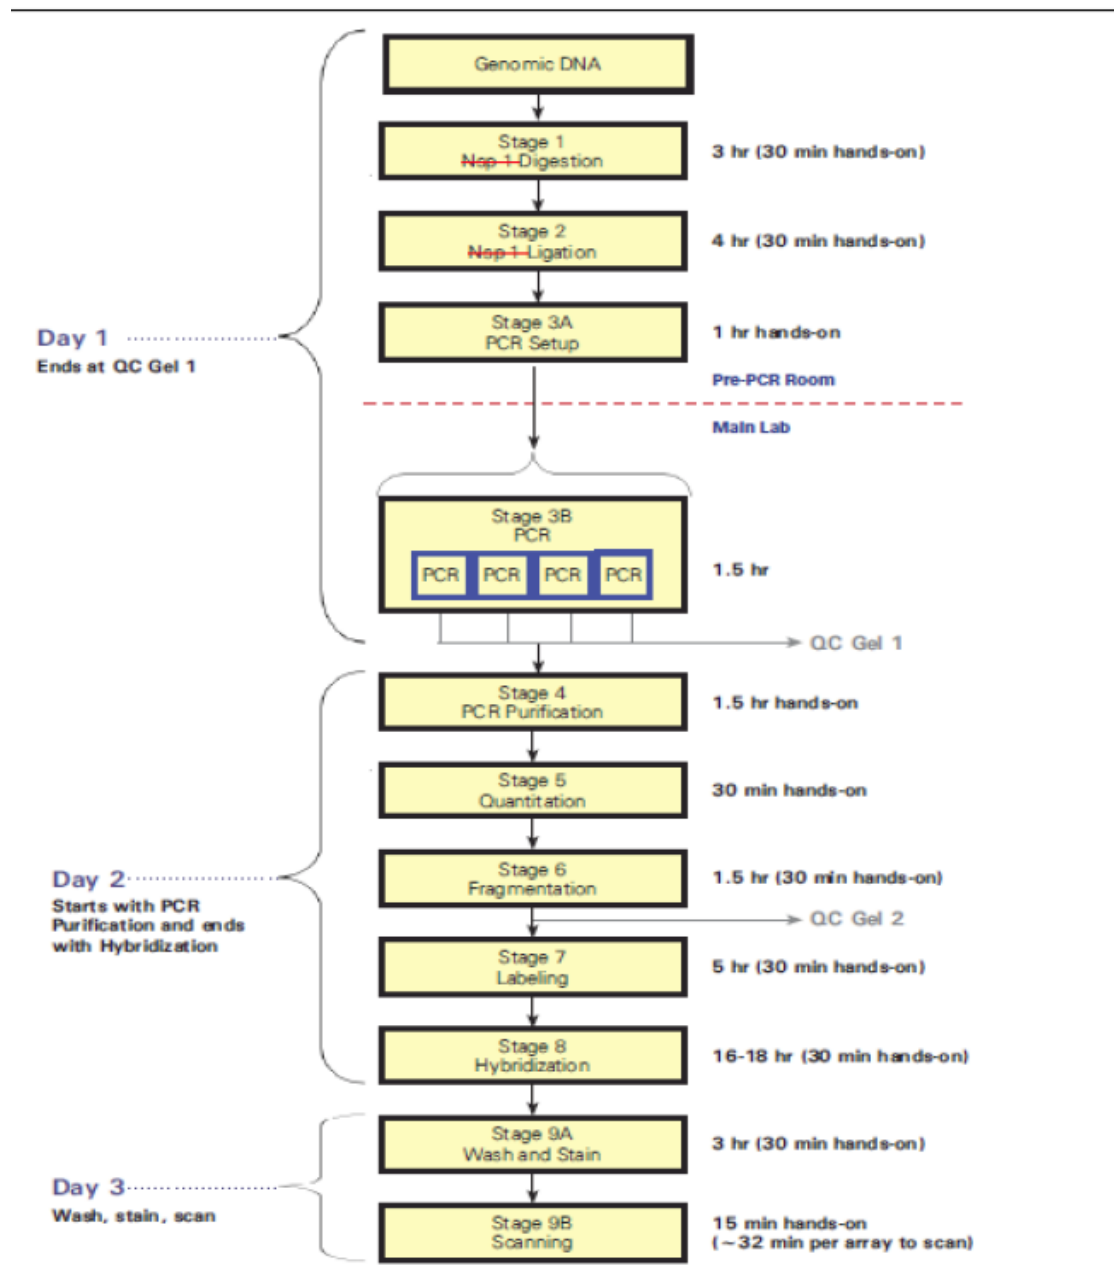 Genomic DNA
Stage 1
Nsp 1 Digestion
3 hr (30 min hands-on)
Stage 2
Nsp 1 Ligation
4 hr (30 min hands-on)
Stage 3A
PCR Setup
1 hr hands-on
Day 1
Ends at QC Gel 1
Pre-PCR Room
Main Lab
Stage 3B
PCR
PCR PCR PCR PCR
1.5 hr
QC Gel 1
Stage 4
PCR Purification
1.5 hr hands-on
Stage 5
Quantitation
30 min hands-on
Day 2
Starts with PCR
Purification and ends
with Hybridization
Stage 6
Fragmentation
1.5 hr (30 min hands-on)
QC Gel 2
Stage 7
Labeling
5 hr (30 min hands-on)
Stage 8
Hybridization
16-18 hr (30 min hands-on)
Stage 9A
Wash and Stain
3 hr (30 min hands-on)
Day 3
Wash, stain, scan
Stage 9B
Scanning
15 min hands-on
(~32 min per array to scan)